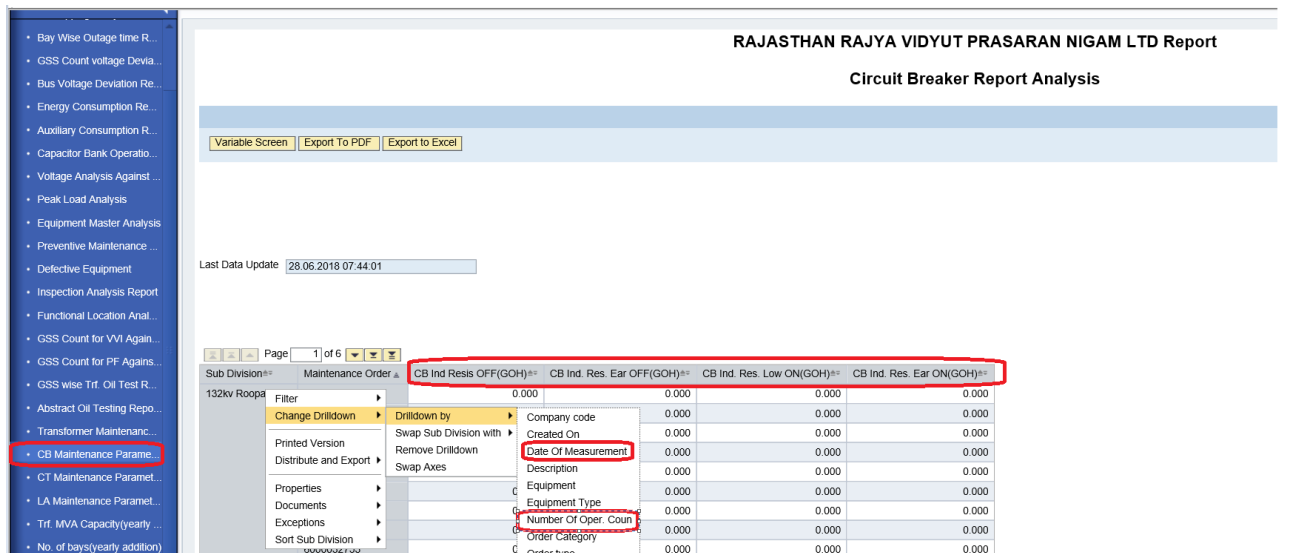 • Bay Wise Outage time R...
• GSS Count voltage Devia...
• Bus Voltage Deviation Re...
• Energy Consumption Re...
• Auxiliary Consumption R...
• Capacitor Bank Operatio...
• Voltage Analysis Against ...
• Peak Load Analysis
• Equipment Master Analysis
• Preventive Maintenance ...
• Defective Equipment
• Inspection Analysis Report
• Functional Location Anal...
• GSS Count for VVI Again...
• GSS Count for PF Agains...
• GSS wise Trf. Oil Test R...
• Abstract Oil Testing Repo...
• Transformer Maintenanc...
• CB Maintenance Parame...
• CT Maintenance Paramet...
• LA Maintenance Paramet...
• Trf. MVA Capacity(yearly ...
• No. of bays(yearly addition)
RAJASTHAN RAJYA VIDYUT PRASARAN NIGAM LTD Report
Circuit Breaker Report Analysis
Variable Screen Export To PDF Export to Excel
Last Data Update 28.06.2018 07:44:01
Page 1 of 6
Sub Division Maintenance Order CB Ind Resis OFF(GOH) CB Ind. Res. Ear OFF(GOH) CB Ind. Res. Low ON(GOH) CB Ind. Res. Ear ON(GOH)
132kv Roopa 0.000 0.000 0.000 0.000
0.000 0.000 0.000
0.000 0.000 0.000
0.000 0.000 0.000
0.000 0.000 0.000
0.000 0.000 0.000
0.000 0.000 0.000
0.000 0.000 0.000
0.000 0.000 0.000
Filter
Change Drilldown
Printed Version
Distribute and Export
Properties
Documents
Exceptions
Sort Sub Division
Drilldown by
Swap Sub Division with
Remove Drilldown
Swap Axes
Company code
Created On
Date Of Measurement
Description
Equipment
Equipment Type
Number Of Oper. Coun
Order Category
Order type